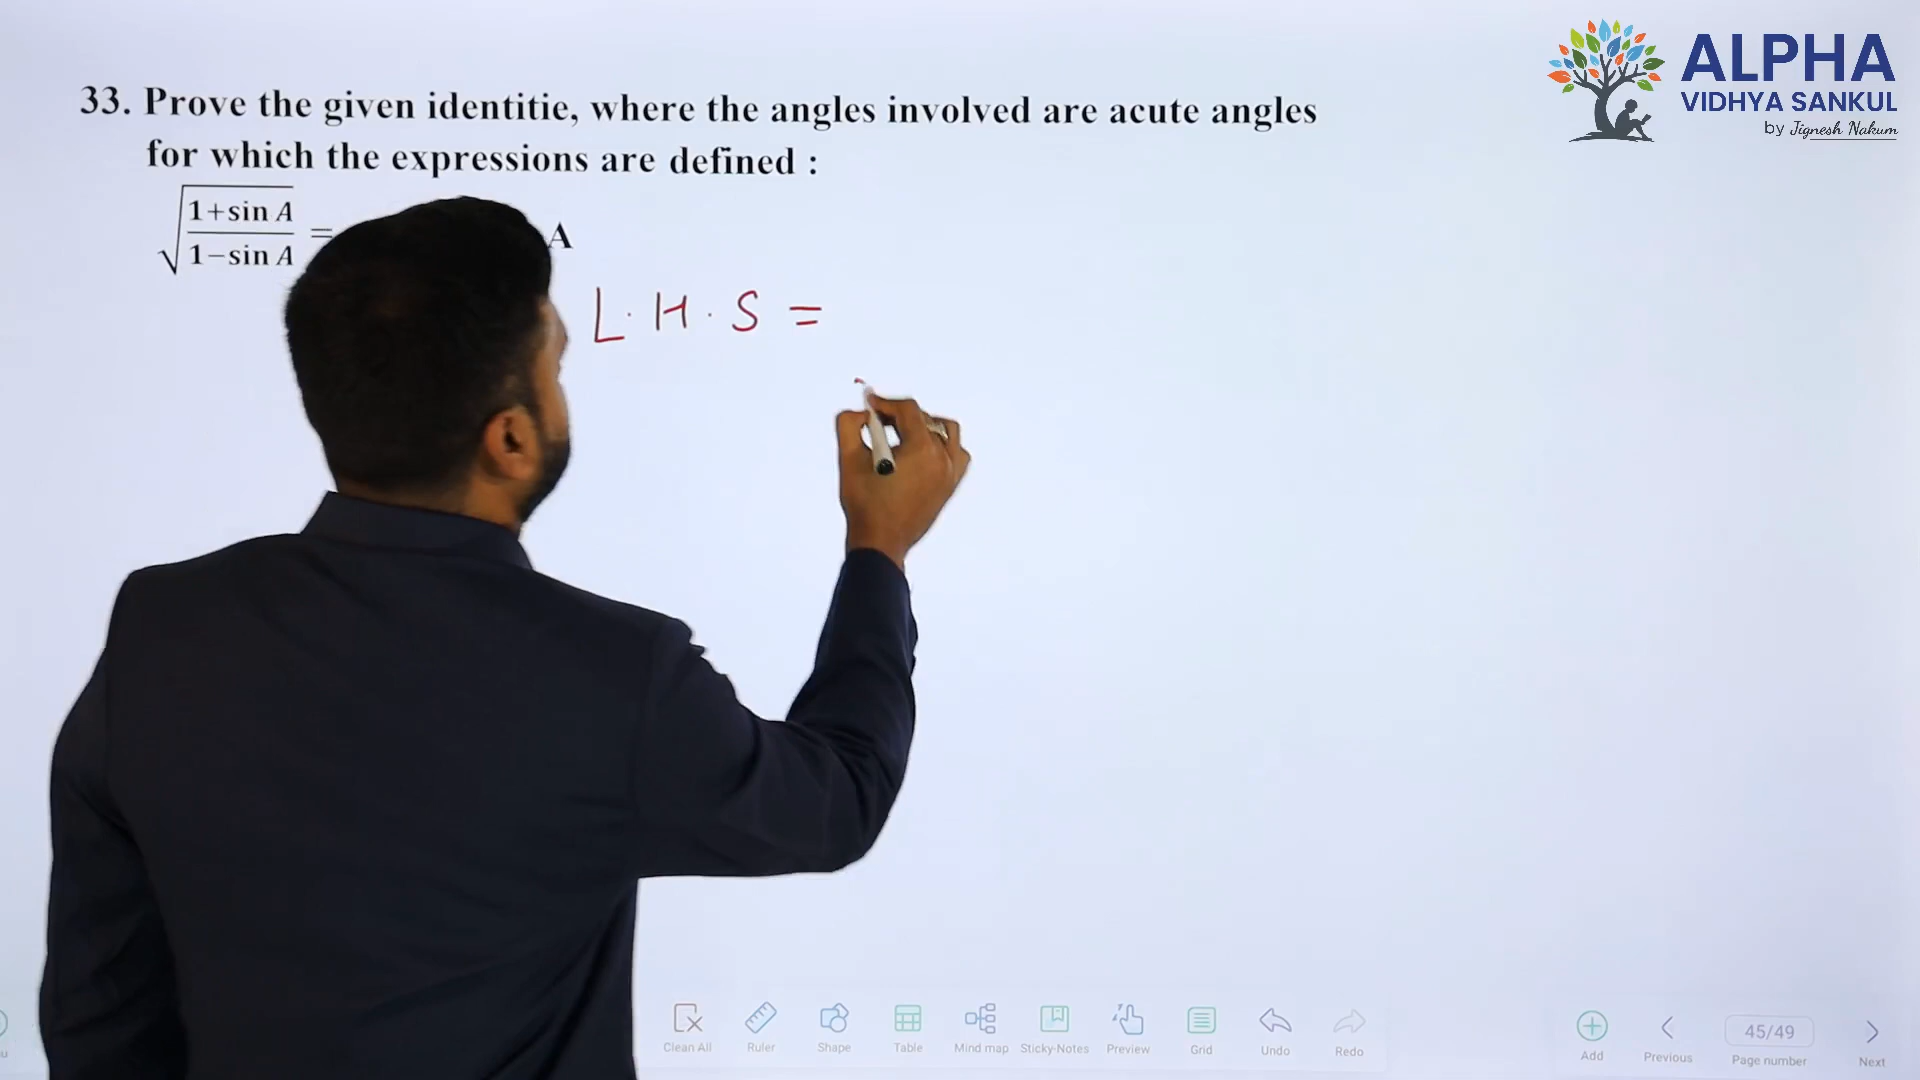 ALPHA
VIDHYA SANKUL
by Jignesh Nakum
33. Prove the given identitie, where the angles involved are acute angles
for which the expressions are defined :
√(1+sin A / 1−sin A) = A
L.H.S =
Clean All Ruler Shape Table Mind map Sticky-Notes Preview Grid Undo Redo
Add Previous 45/49 Page number Next